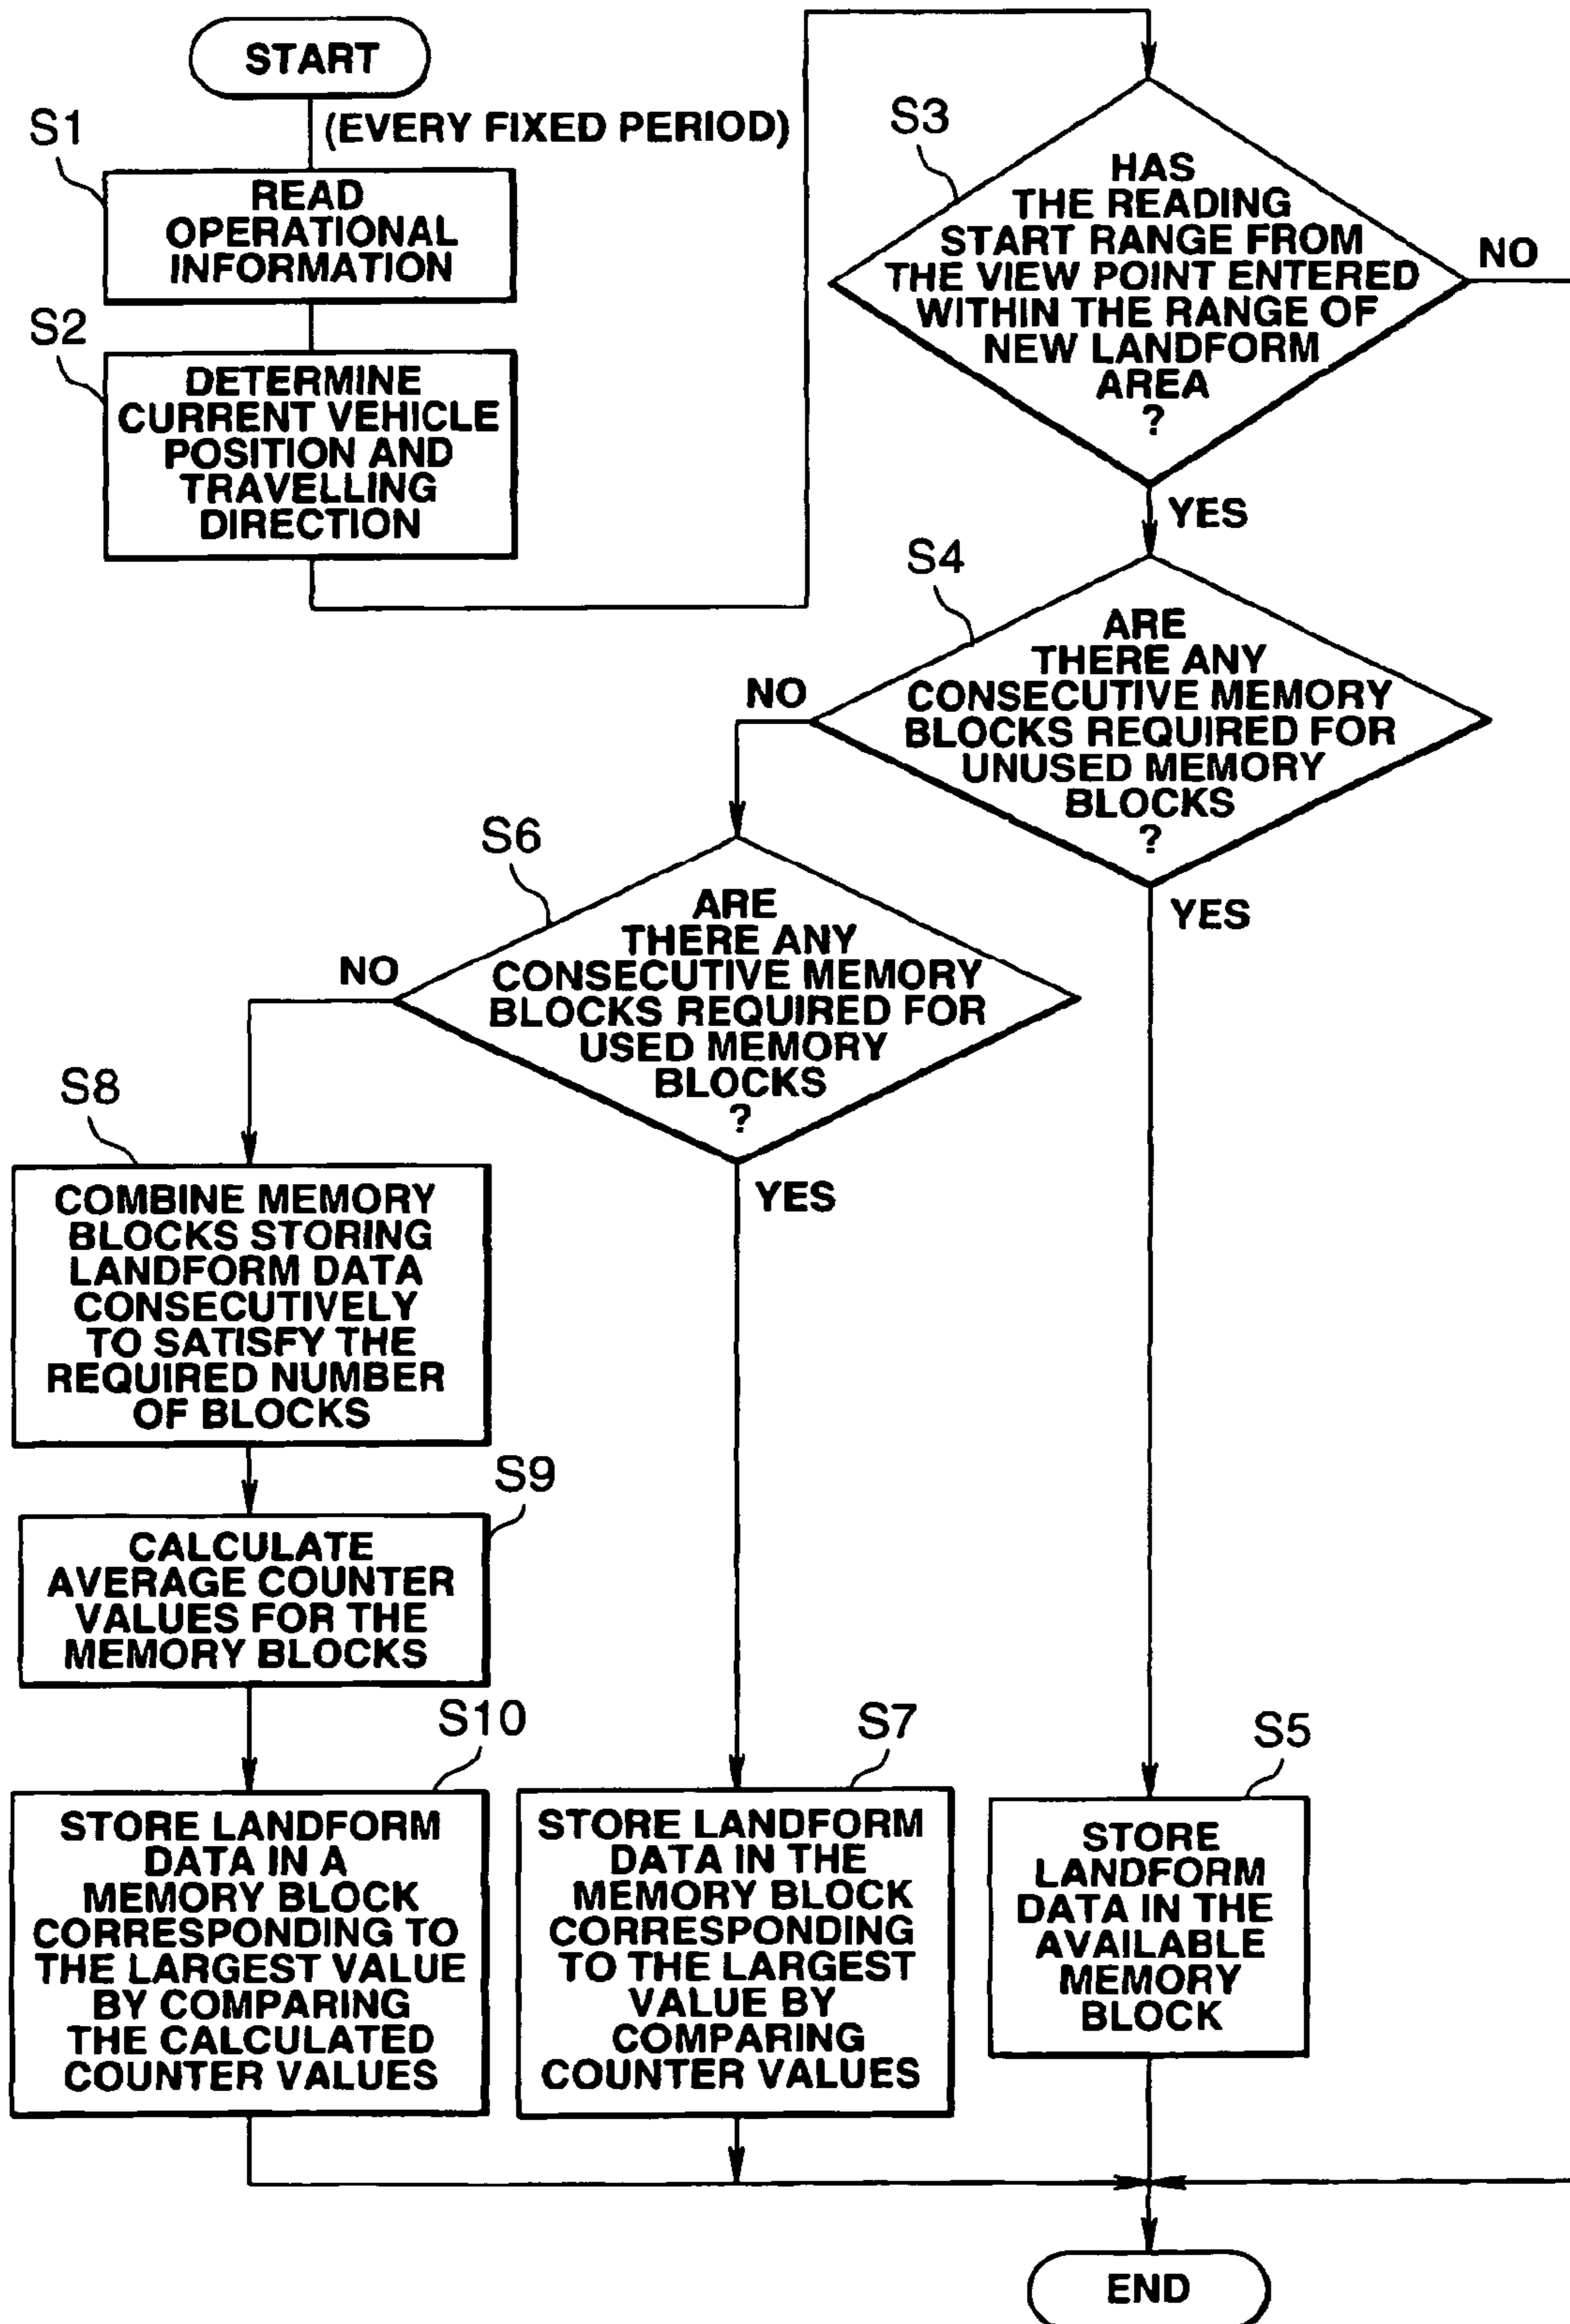 START
(EVERY FIXED PERIOD)
S1
READ
OPERATIONAL
INFORMATION
S2
DETERMINE
CURRENT VEHICLE
POSITION AND
TRAVELLING
DIRECTION
S3
HAS
THE READING
START RANGE FROM
THE VIEW POINT ENTERED
WITHIN THE RANGE OF
NEW LANDFORM
AREA
?
NO
YES
S4
ARE
THERE ANY
CONSECUTIVE MEMORY
BLOCKS REQUIRED FOR
UNUSED MEMORY
BLOCKS
?
NO
YES
S6
ARE
THERE ANY
CONSECUTIVE MEMORY
BLOCKS REQUIRED FOR
USED MEMORY
BLOCKS
?
NO
YES
S8
COMBINE MEMORY
BLOCKS STORING
LANDFORM DATA
CONSECUTIVELY
TO SATISFY THE
REQUIRED NUMBER
OF BLOCKS
S9
CALCULATE
AVERAGE COUNTER
VALUES FOR THE
MEMORY BLOCKS
S10
STORE LANDFORM
DATA IN A
MEMORY BLOCK
CORRESPONDING TO
THE LARGEST VALUE
BY COMPARING
THE CALCULATED
COUNTER VALUES
S7
STORE LANDFORM
DATA IN THE
MEMORY BLOCK
CORRESPONDING
TO THE LARGEST
VALUE BY
COMPARING
COUNTER VALUES
S5
STORE
LANDFORM
DATA IN THE
AVAILABLE
MEMORY
BLOCK
END